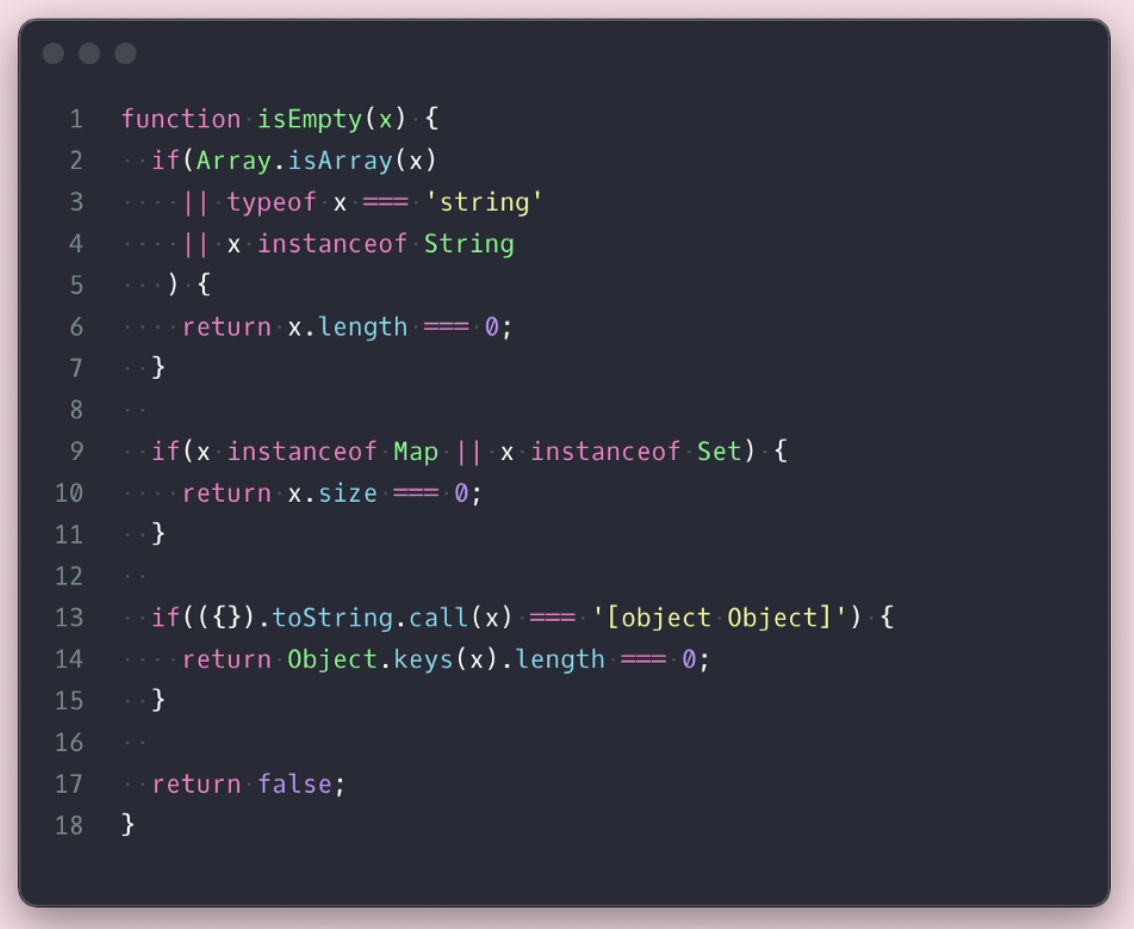 1 function isEmpty(x) {
2   if(Array.isArray(x)
3     || typeof x === 'string'
4     || x instanceof String
5    ) {
6     return x.length === 0;
7   }
8
9   if(x instanceof Map || x instanceof Set) {
10     return x.size === 0;
11   }
12
13   if(({}).toString.call(x) === '[object Object]') {
14     return Object.keys(x).length === 0;
15   }
16
17   return false;
18 }